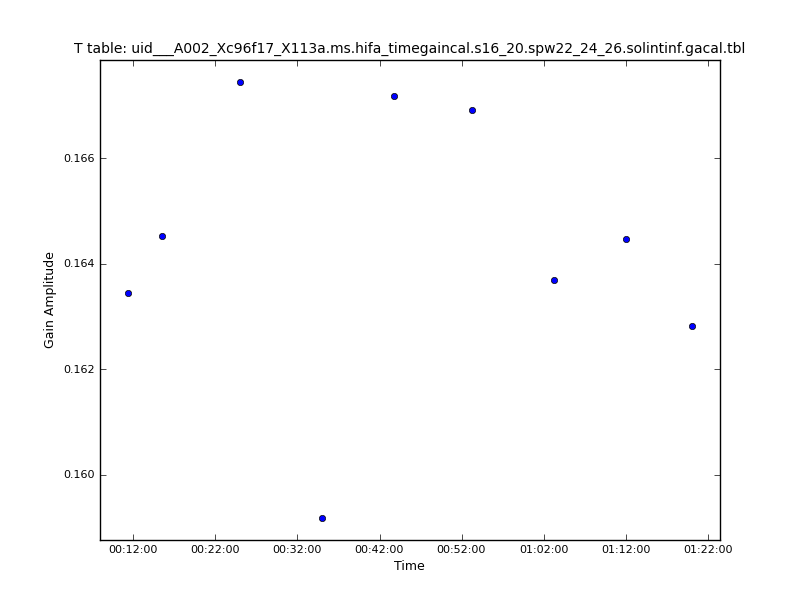 T table: uid___A002_Xc96f17_X113a.ms.hifa_timegaincal.s16_20.spw22_24_26.solintinf.gacal.tbl
0.166
0.164
0.162
0.160
Gain Amplitude
00:12:00 00:22:00 00:32:00 00:42:00 00:52:00 01:02:00 01:12:00 01:22:00
Time